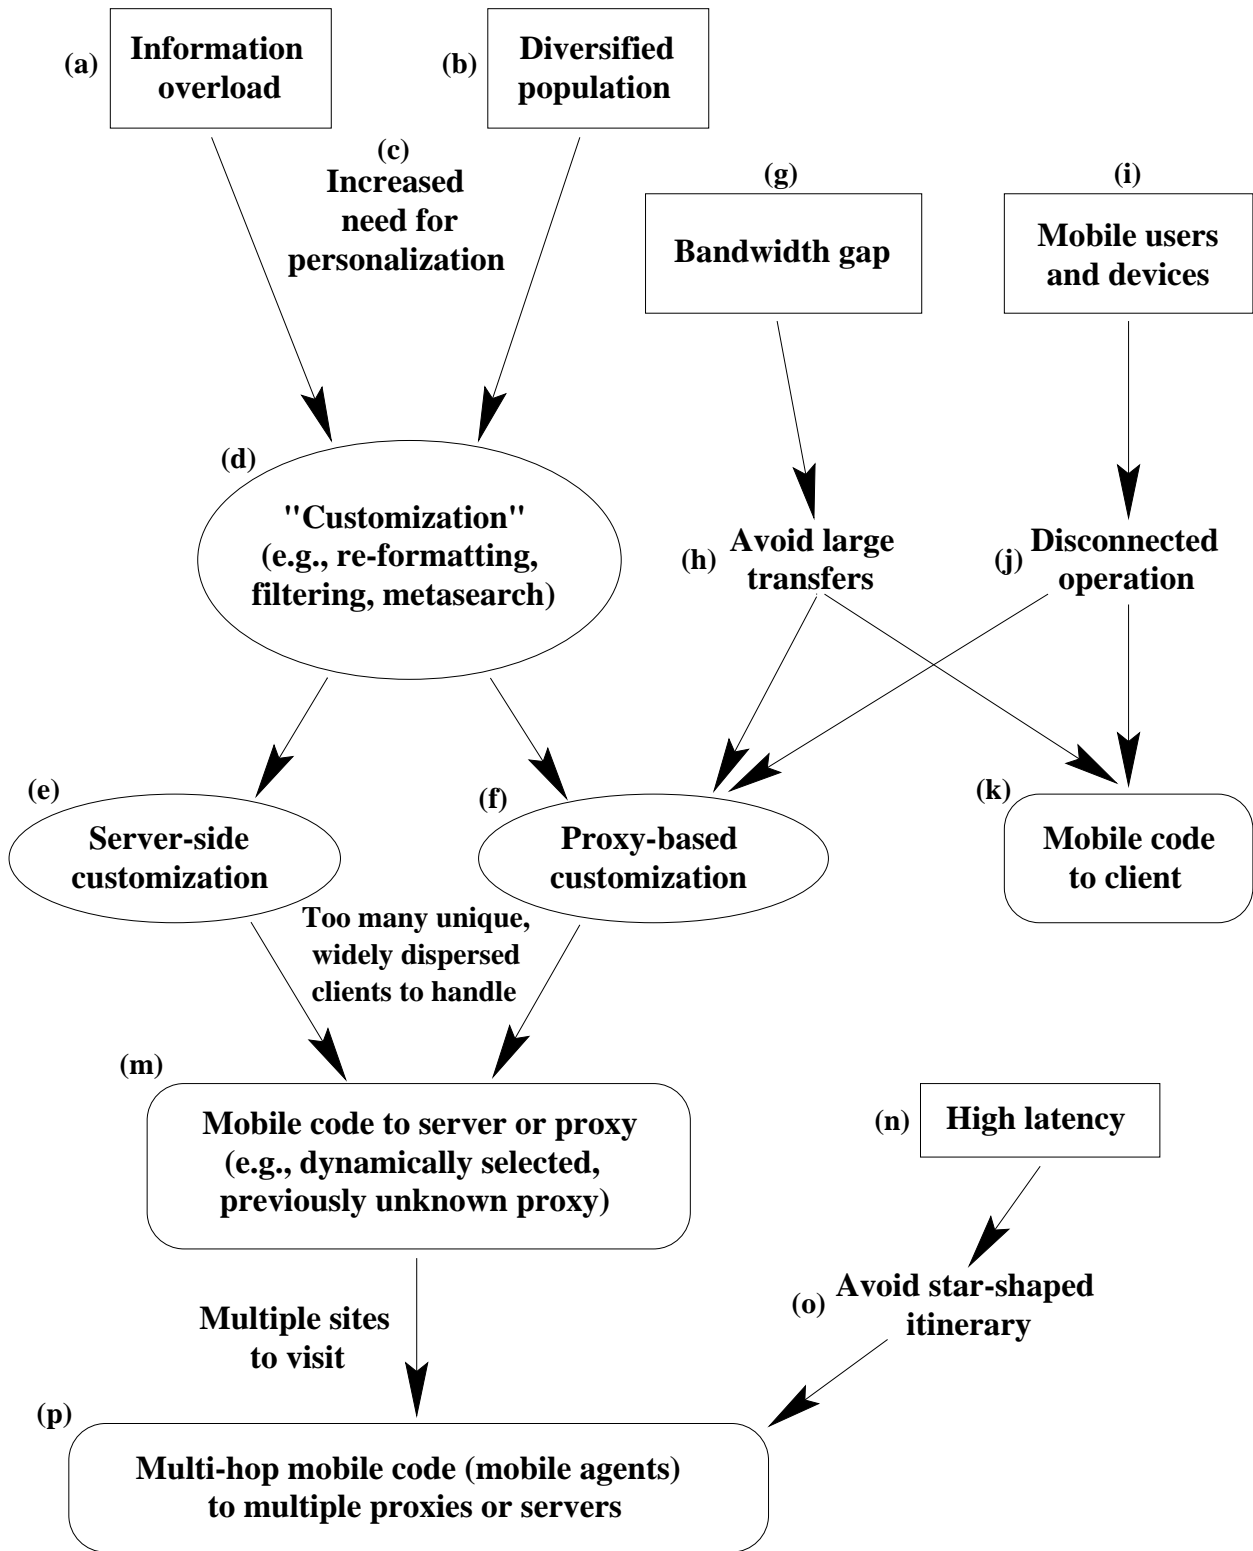 (a)
Information
overload
(b)
Diversified
population
(c)
Increased
need for
personalization
(g)
Bandwidth gap
(i)
Mobile users
and devices
(d)
"Customization"
(e.g., re-formatting,
filtering, metasearch)
(h)
Avoid large
transfers
(j)
Disconnected
operation
(e)
Server-side
customization
(f)
Proxy-based
customization
(k)
Mobile code
to client
Too many unique,
widely dispersed
clients to handle
(m)
Mobile code to server or proxy
(e.g., dynamically selected,
previously unknown proxy)
(n)
High latency
Multiple sites
to visit
(o)
Avoid star-shaped
itinerary
(p)
Multi-hop mobile code (mobile agents)
to multiple proxies or servers